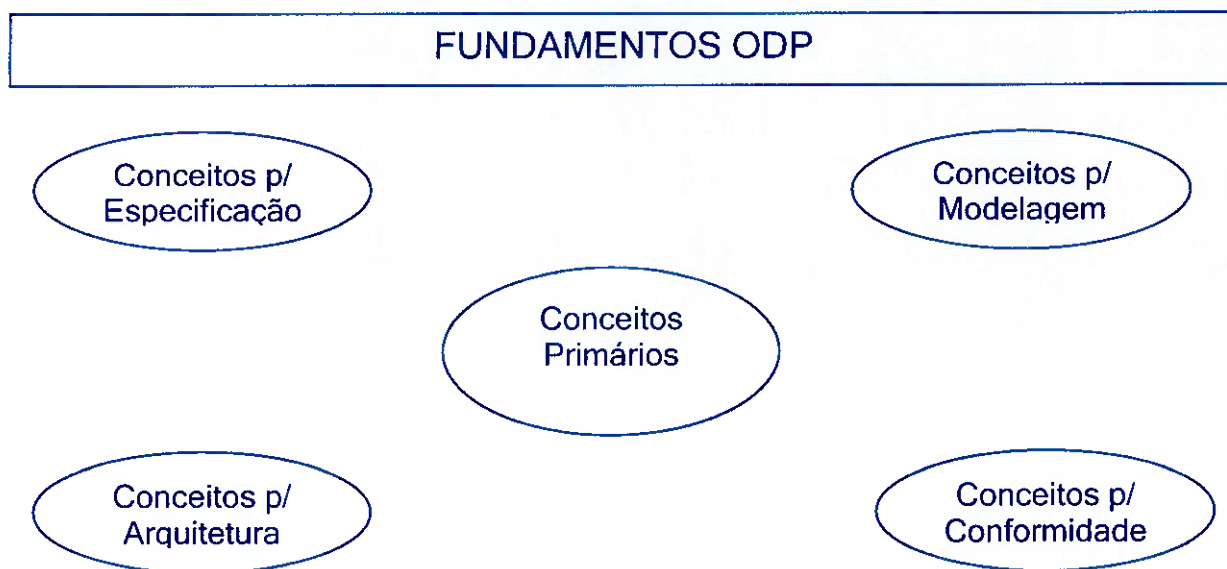 FUNDAMENTOS ODP
Conceitos p/
Especificação
Conceitos p/
Modelagem
Conceitos
Primários
Conceitos p/
Arquitetura
Conceitos p/
Conformidade